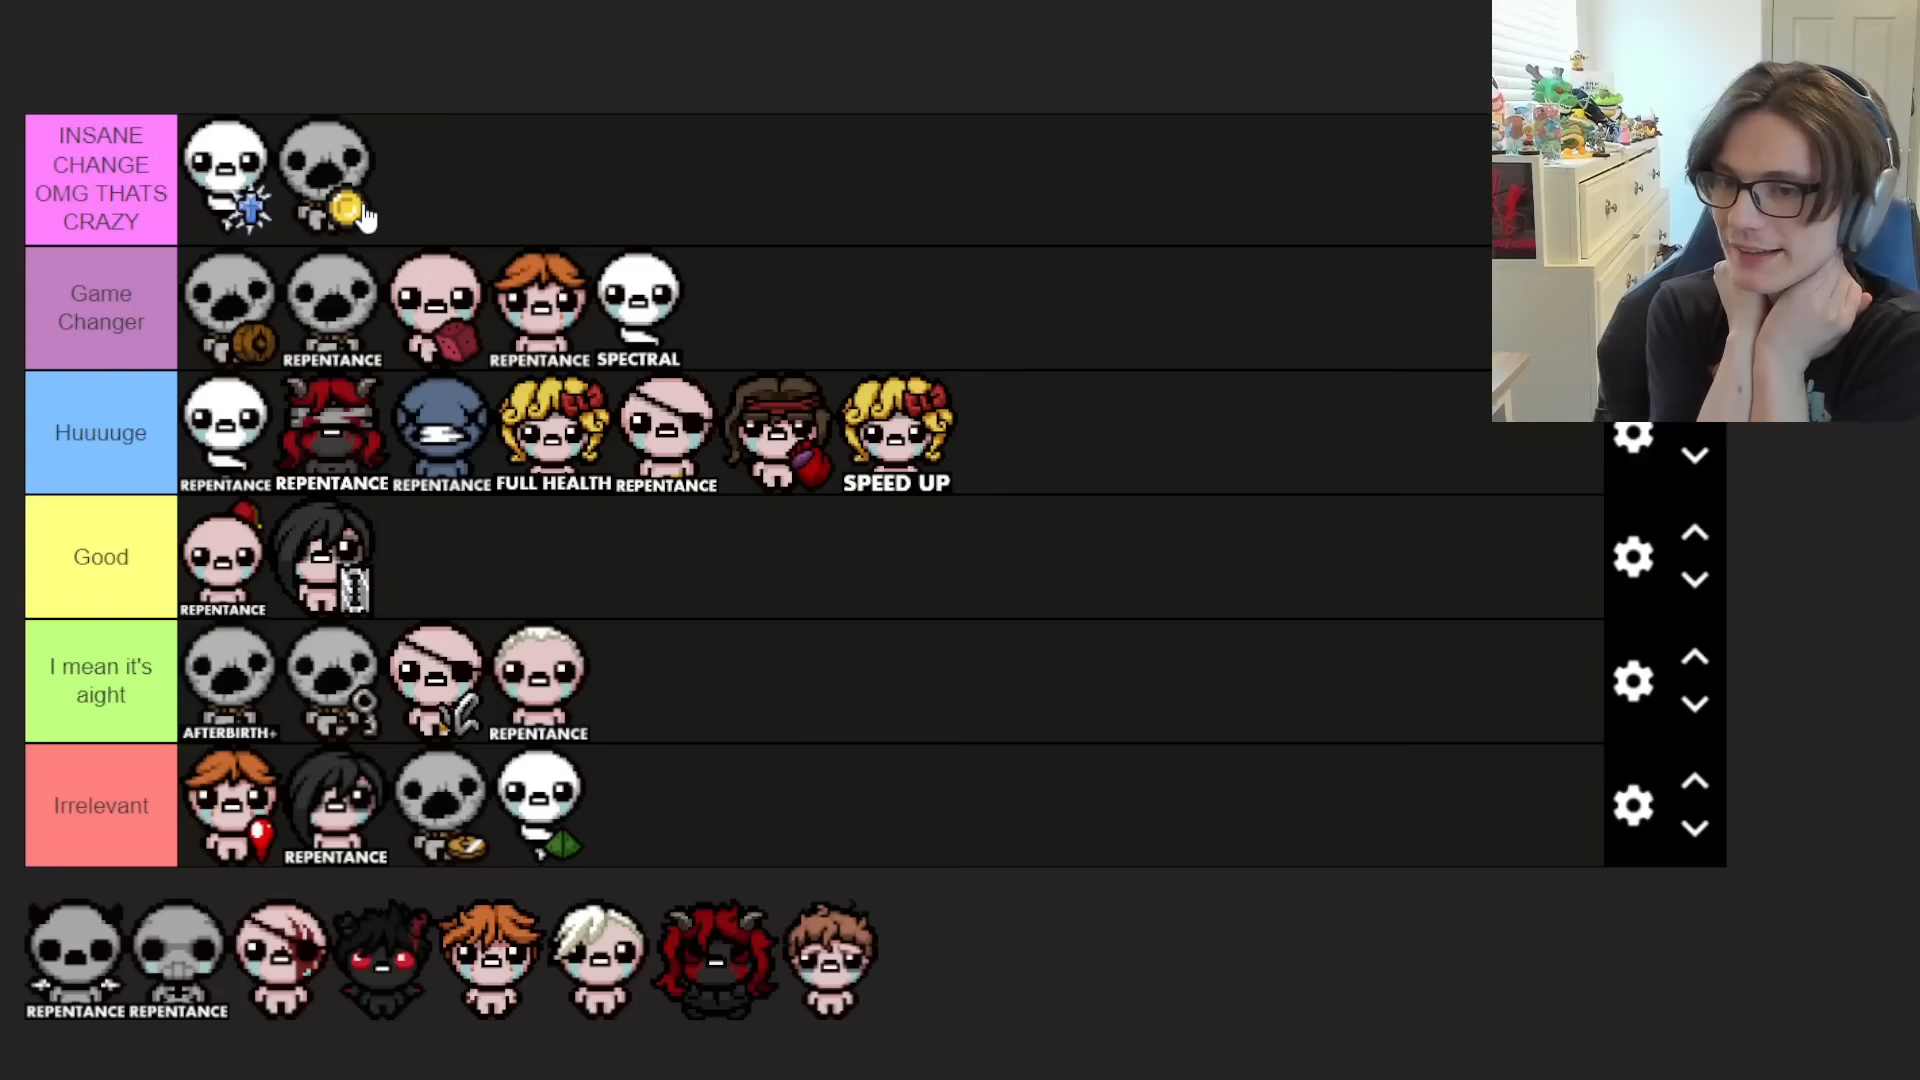 INSANE
CHANGE
OMG THATS
CRAZY
Game
Changer
REPENTANCE
REPENTANCE
SPECTRAL
Huuuuge
REPENTANCE
REPENTANCE
REPENTANCE
FULL HEALTH
REPENTANCE
SPEED UP
Good
REPENTANCE
I mean it's
aight
AFTERBIRTH+
REPENTANCE
Irrelevant
REPENTANCE
REPENTANCE
REPENTANCE